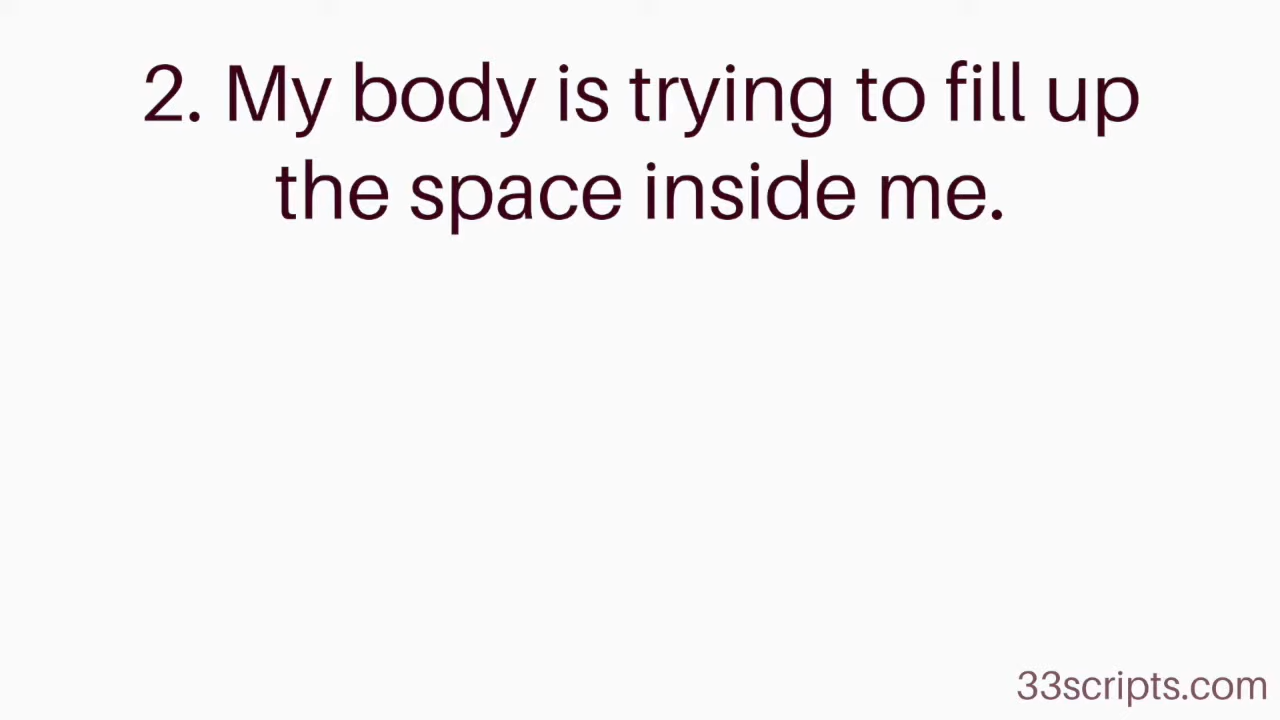 2. My body is trying to fill up
the space inside me.
33scripts.com